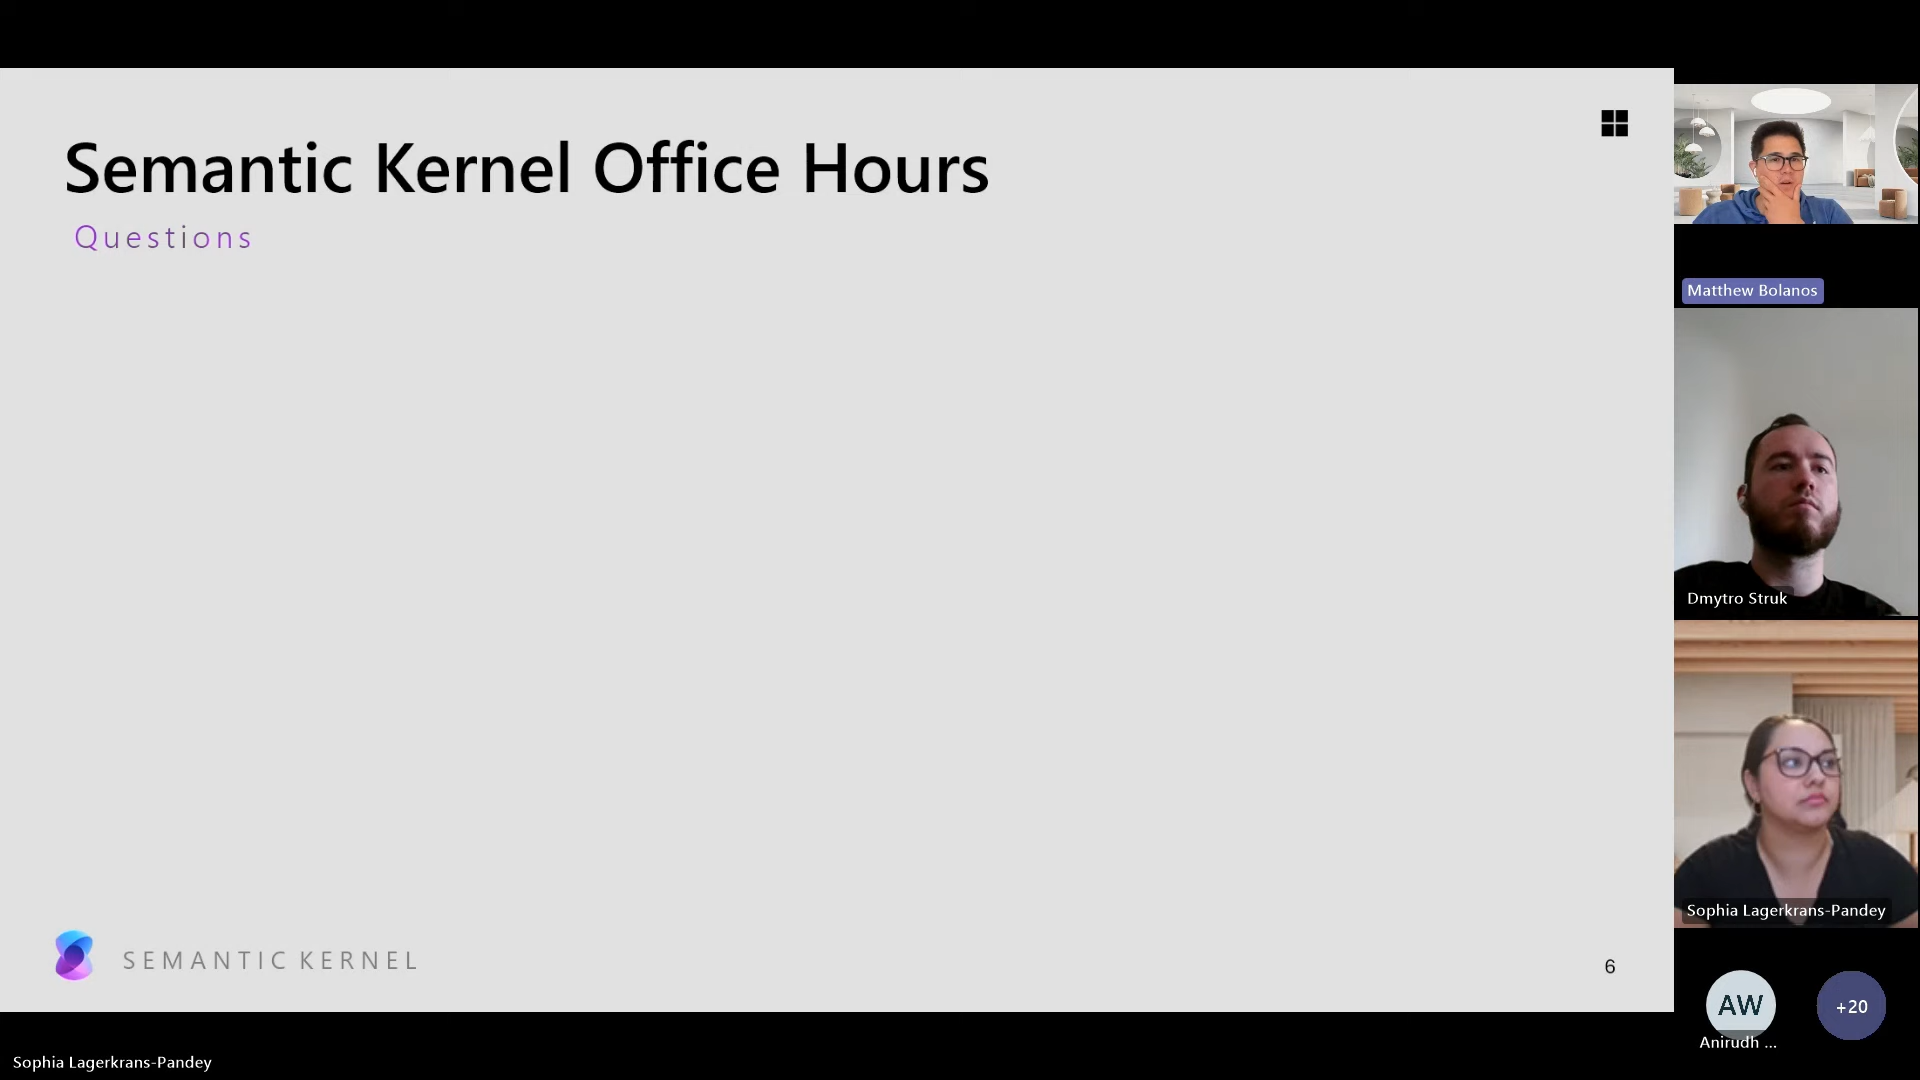 Semantic Kernel Office Hours
Questions
SEMANTIC KERNEL
6
Matthew Bolanos
Dmytro Struk
Sophia Lagerkrans-Pandey
AW
Anirudh ...
+20
Sophia Lagerkrans-Pandey